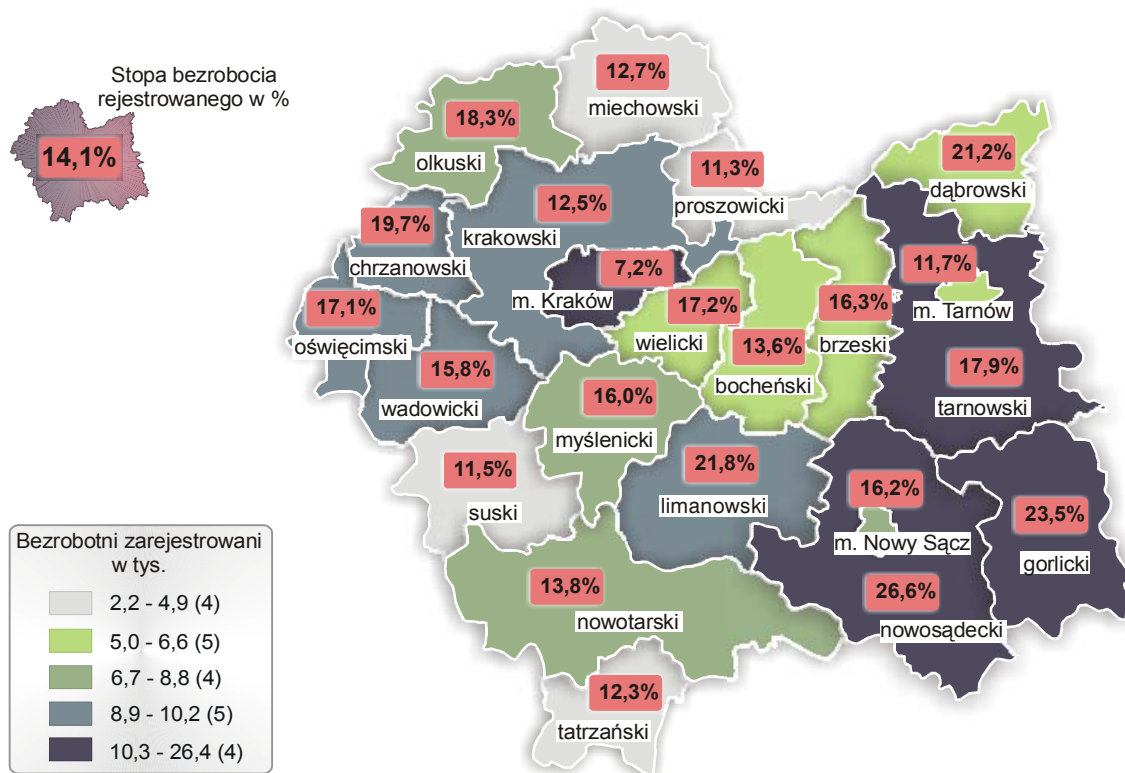 Stopa bezrobocia
rejestrowanego w %
14,1%
12,7%
miechowski
18,3%
olkuski
11,3%
proszowicki
21,2%
dąbrowski
12,5%
krakowski
19,7%
chrzanowski
7,2%
m. Kraków
11,7%
m. Tarnów
17,1%
oświęcimski
17,2%
wielicki
16,3%
brzeski
13,6%
bocheński
15,8%
wadowicki
17,9%
tarnowski
16,0%
myślenicki
11,5%
suski
21,8%
limanowski
16,2%
m. Nowy Sącz
23,5%
gorlicki
13,8%
nowotarski
26,6%
nowosądecki
12,3%
tatrzański
Bezrobotni zarejestrowani
w tys.
2,2 - 4,9 (4)
5,0 - 6,6 (5)
6,7 - 8,8 (4)
8,9 - 10,2 (5)
10,3 - 26,4 (4)